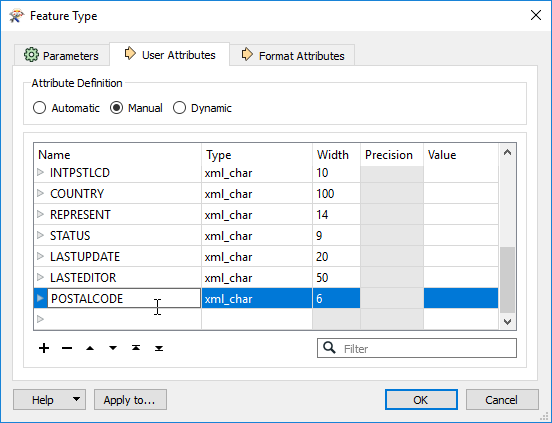 Feature Type
Parameters User Attributes Format Attributes
Attribute Definition
Automatic Manual Dynamic
Name Type Width Precision Value
INTPSTLCD xml_char 10
COUNTRY xml_char 100
REPRESENT xml_char 14
STATUS xml_char 9
LASTUPDATE xml_char 20
LASTEDITOR xml_char 50
POSTALCODE xml_char 6
Filter
Help Apply to... OK Cancel